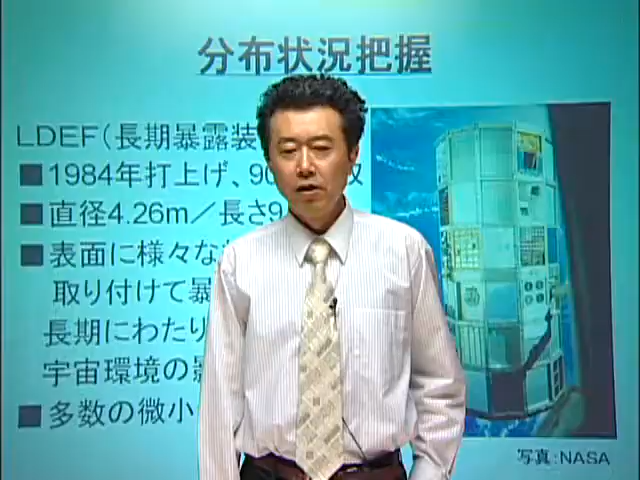 分布状況把握
LDEF(長期暴露装
■1984年打上げ、90
■直径4.26m／長さ9
■表面に様々な
取り付けて暴
長期にわたり
宇宙環境の
■多数の微小
写真:NASA